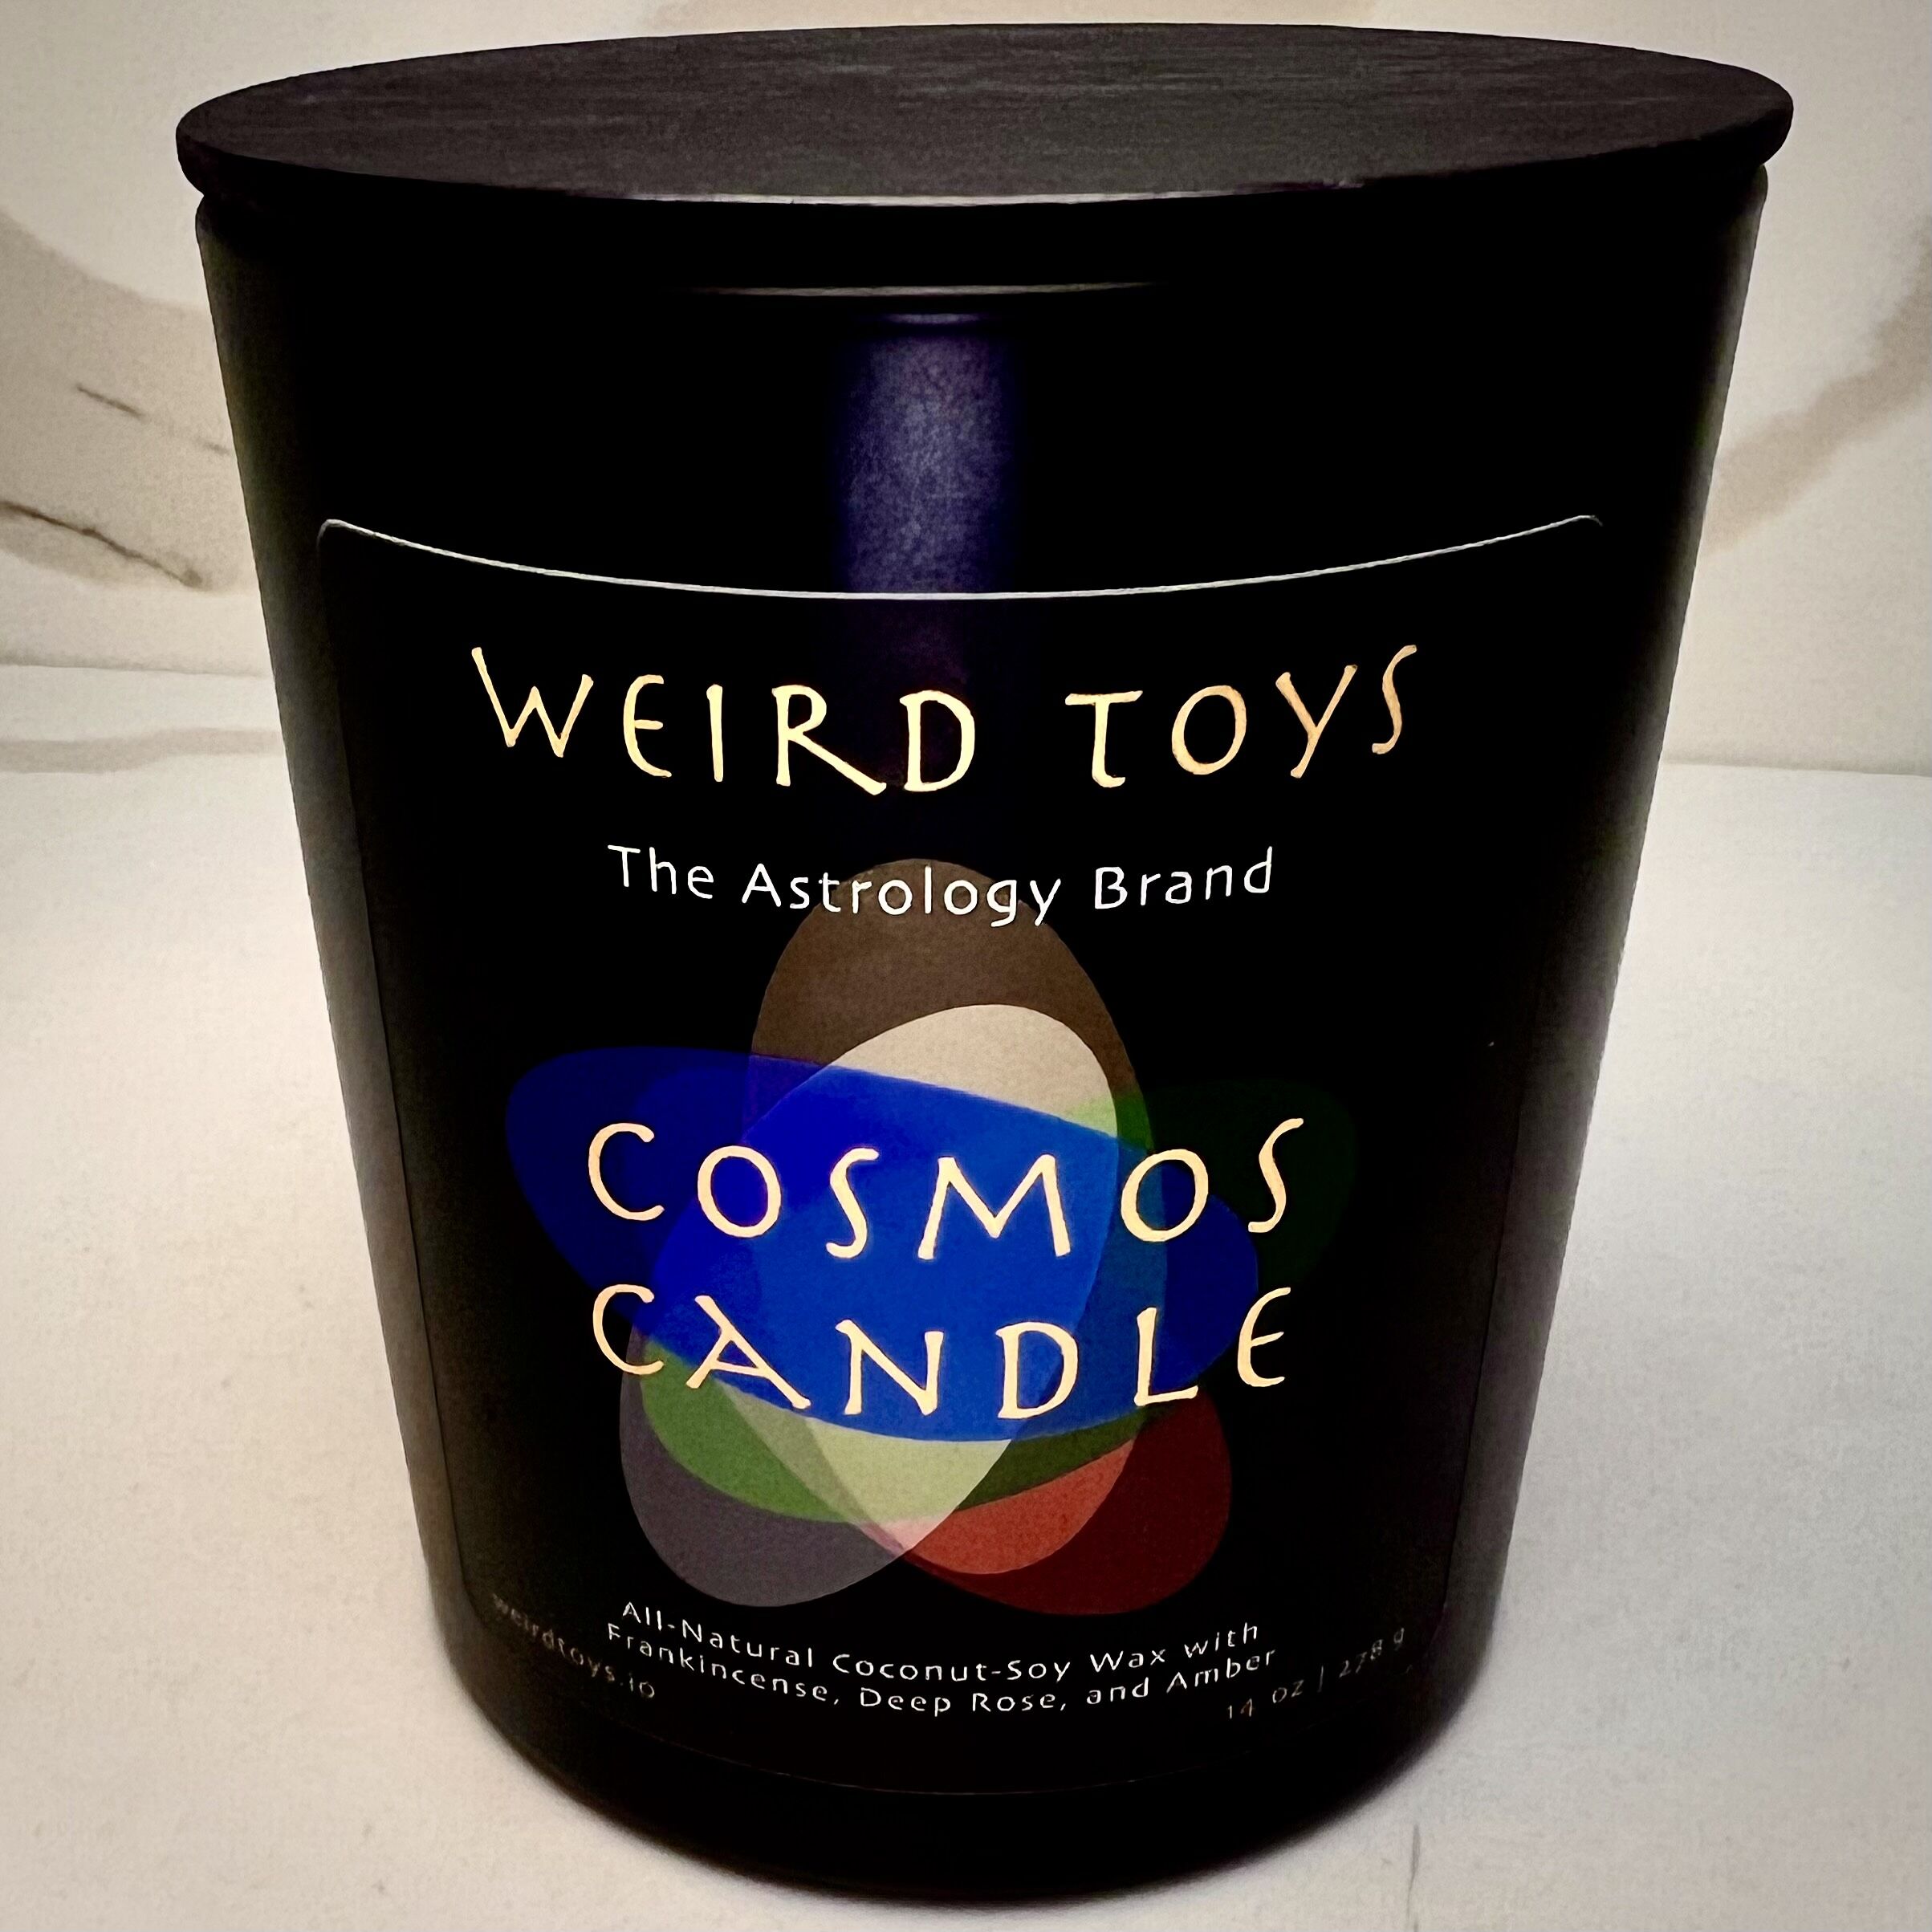 WEIRD TOYS
The Astrology Brand
COSMOS
CANDLE
All-Natural Coconut-Soy Wax with
Frankincense, Deep Rose, and Amber
weirdtoys.io
14 oz | 278 g